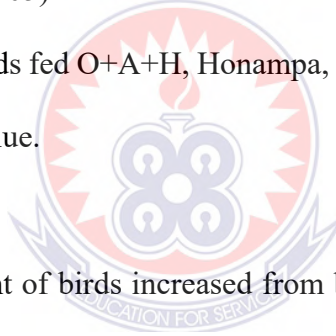 ds fed O+A+H, Honampa,
ue.
nt of birds increased from b
EDUCATION FOR SERVICE